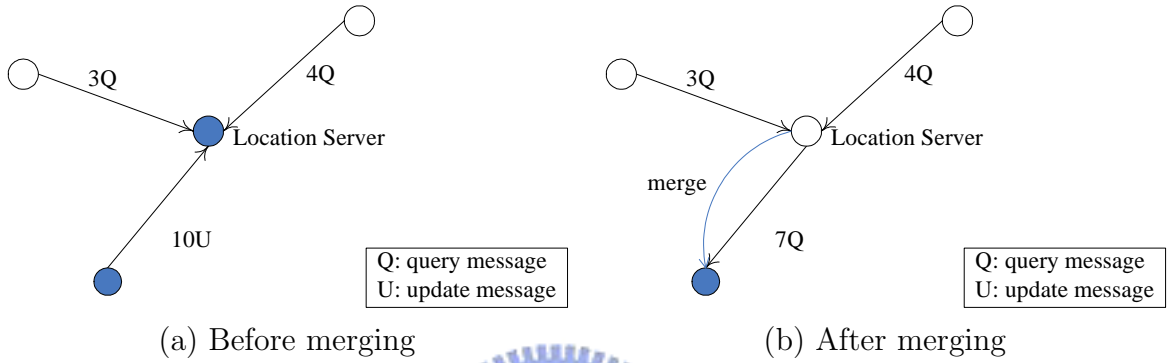 3Q
4Q
Location Server
10U
Q: query message
U: update message
(a) Before merging
3Q
4Q
Location Server
merge
7Q
Q: query message
U: update message
(b) After merging